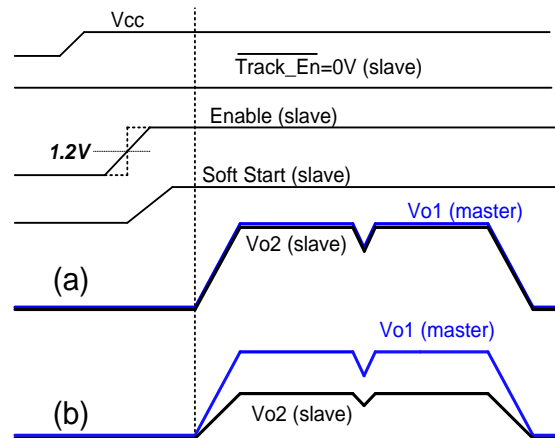 Vcc
Track_En=0V (slave)
Enable (slave)
1.2V
Soft Start (slave)
Vo1 (master)
Vo2 (slave)
(a)
Vo1 (master)
Vo2 (slave)
(b)